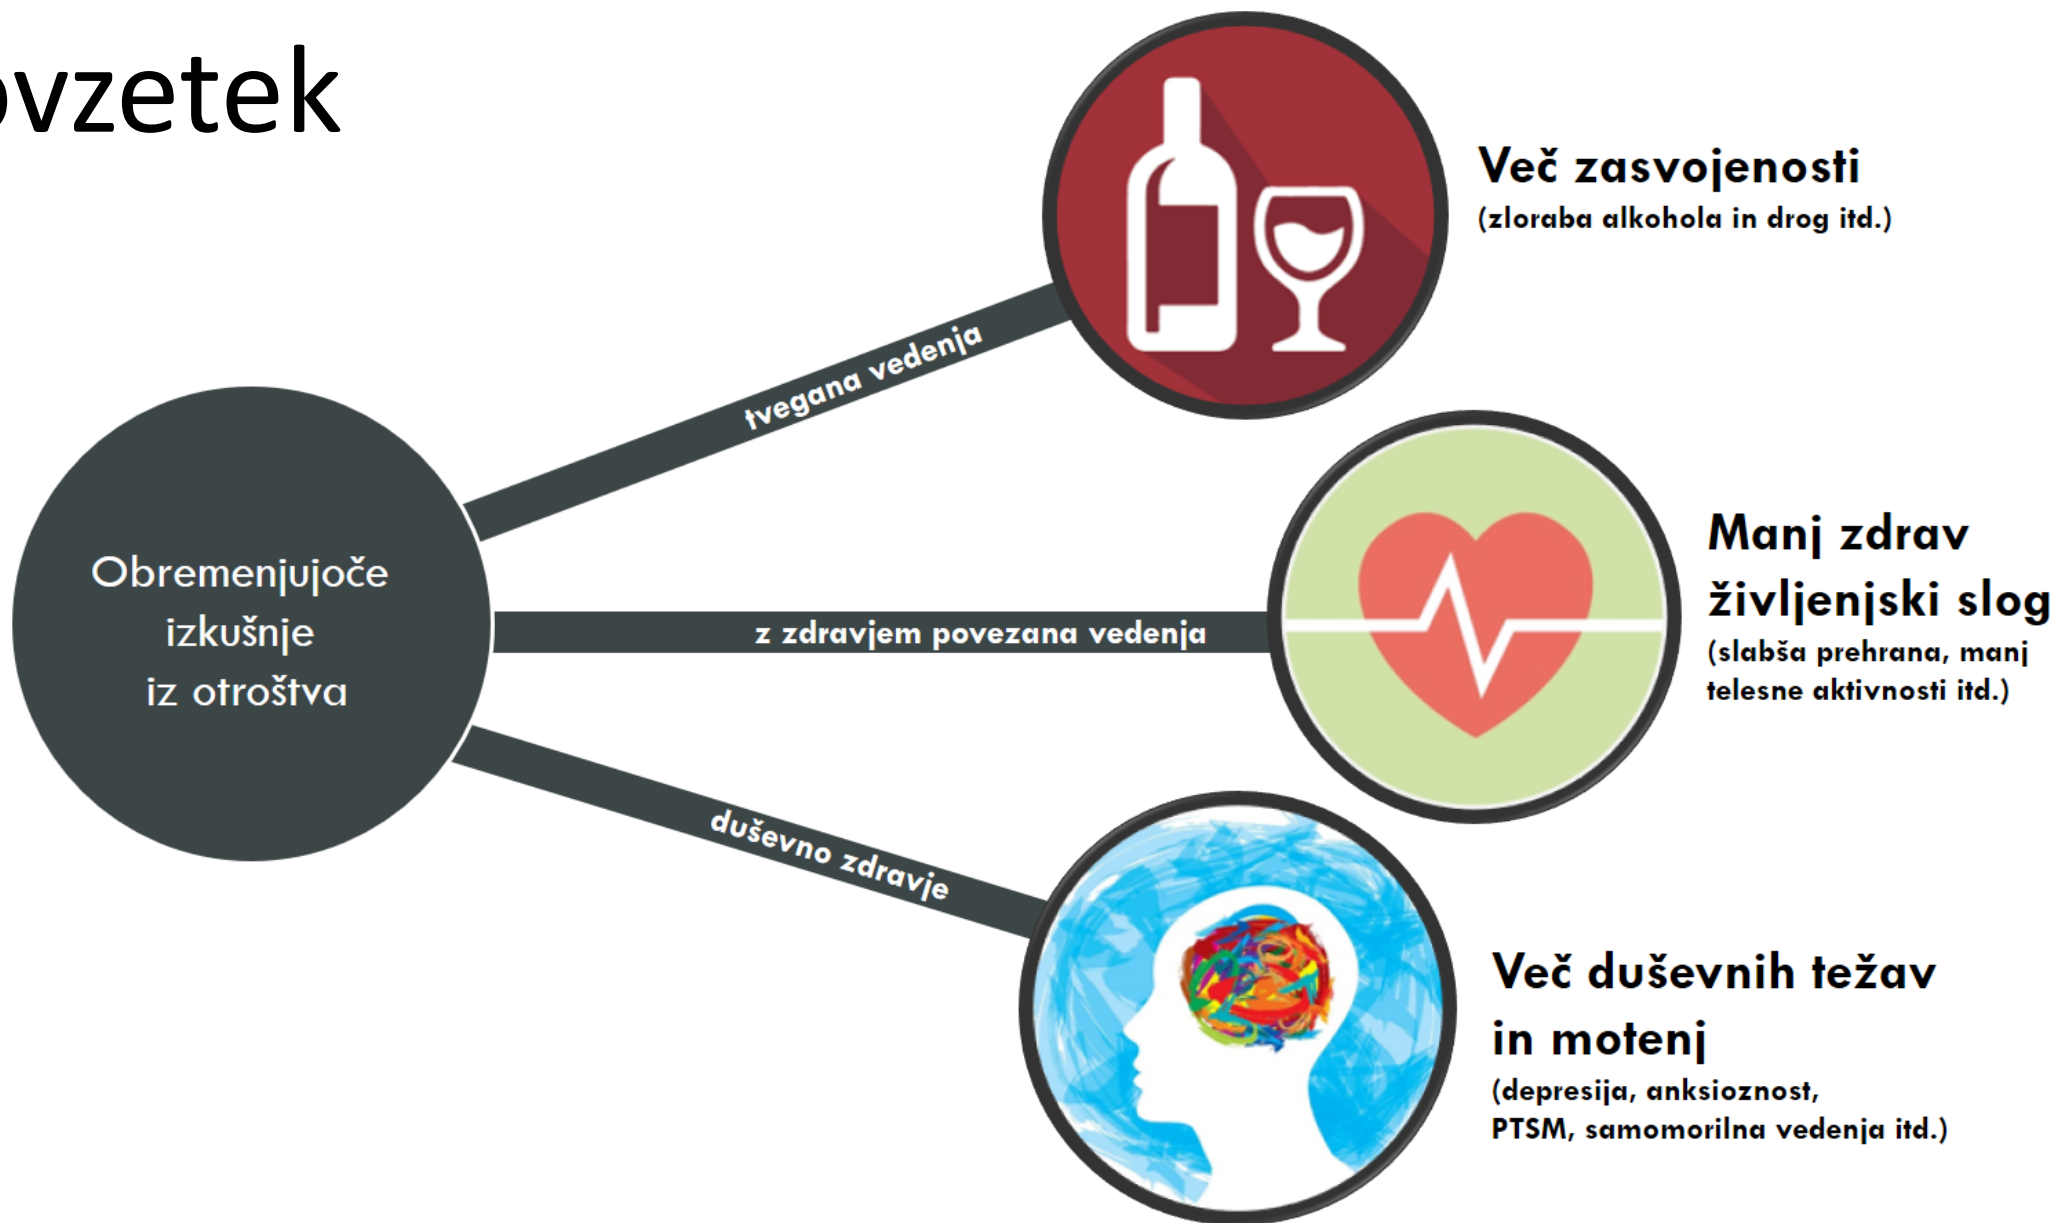 ovzetek
Več zasvojenosti
(zloraba alkohola in drog itd.)
tvegana vedenja
Obremenjujoče
izkušnje
iz otroštva
z zdravjem povezana vedenja
Manj zdrav
življenjski slog
(slabša prehrana, manj
telesne aktivnosti itd.)
duševno zdravje
Več duševnih težav
in motenj
(depresija, anksioznost,
PTSM, samomorilna vedenja itd.)